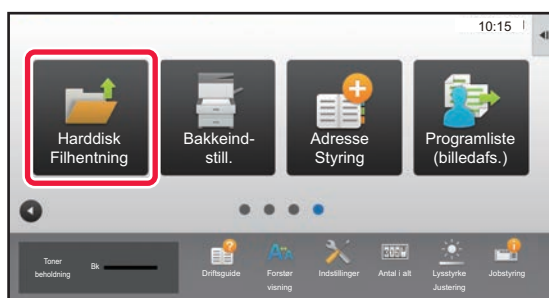 10:15
Harddisk
Filhentning
Bakkeind-
still.
Adresse
Styring
Programliste
(billedafs.)
Toner
beholdning
Bk
Driftsguide
Forstør
visning
Indstillinger
Antal i alt
Lysstyrke
Justering
Jobstyring